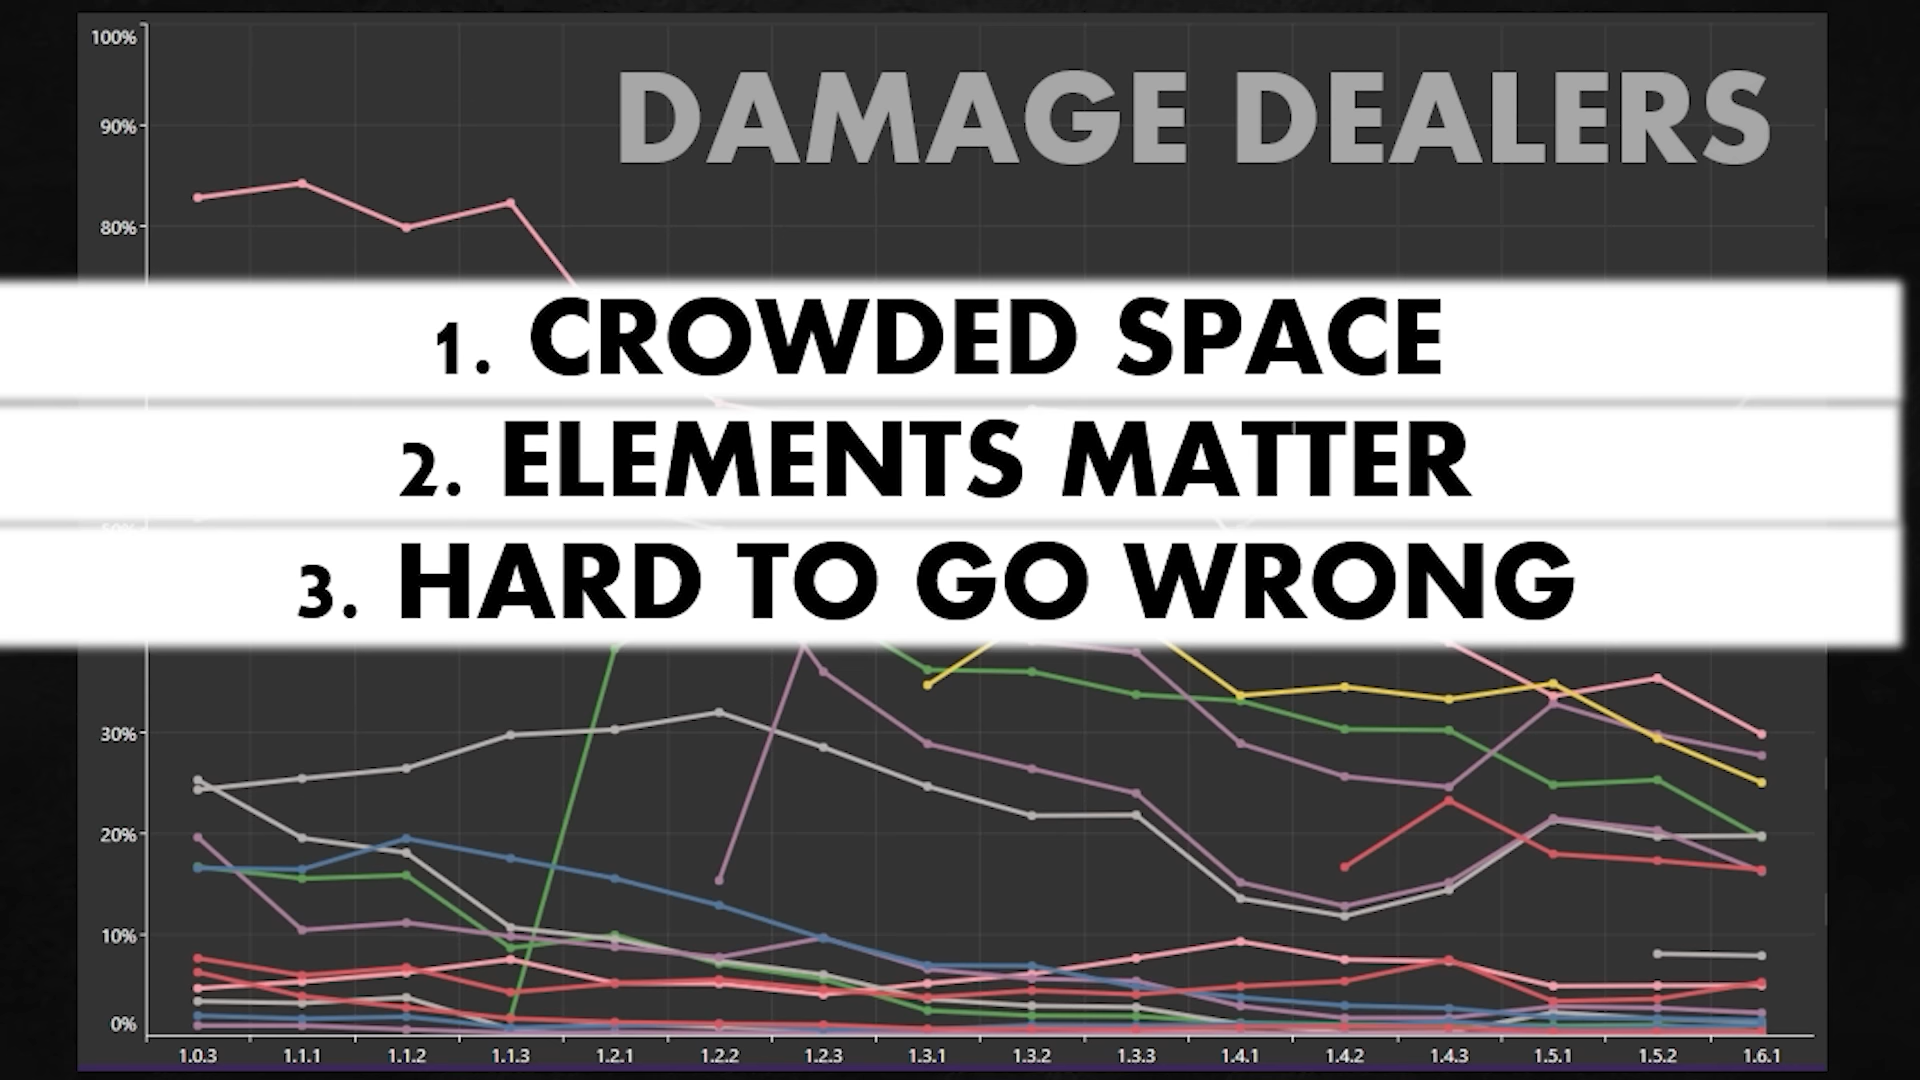 100%
DAMAGE DEALERS
90%
80%
1. CROWDED SPACE
2. ELEMENTS MATTER
50%
3. HARD TO GO WRONG
30%
20%
10%
0%
1.0.3 1.1.1 1.1.2 1.1.3 1.2.1 1.2.2 1.2.3 1.3.1 1.3.2 1.3.3 1.4.1 1.4.2 1.4.3 1.5.1 1.5.2 1.6.1